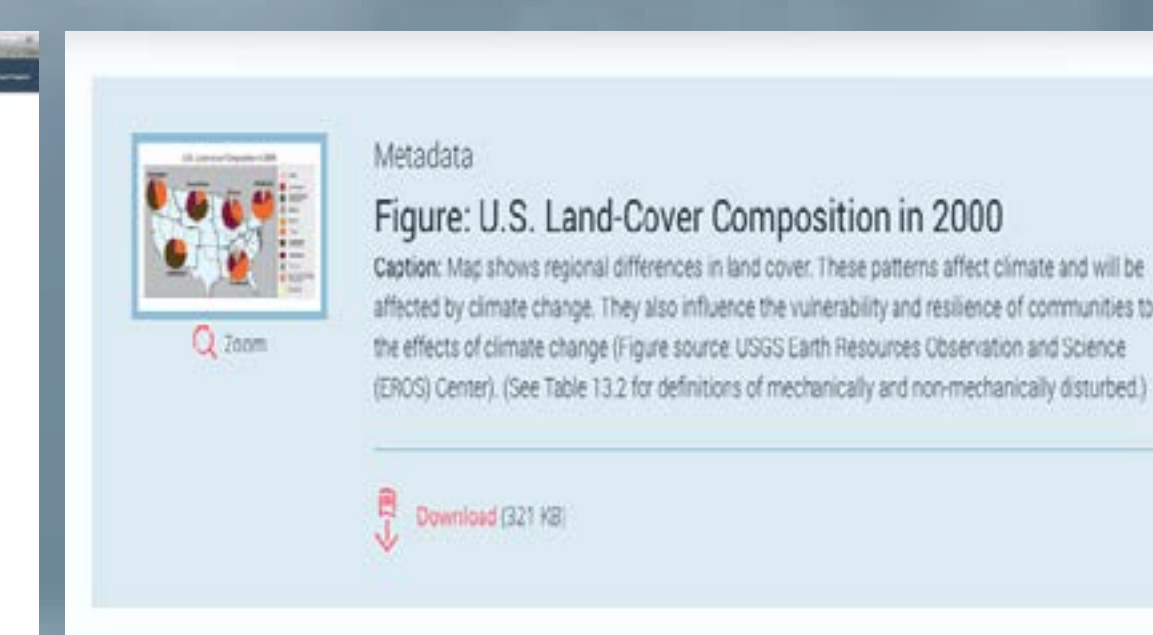 Metadata
Figure: U.S. Land-Cover Composition in 2000
Caption: Map shows regional differences in land cover. These patterns affect climate and will be
affected by climate change. They also influence the vulnerability and resilience of communities to
the effects of climate change (Figure source: USGS Earth Resources Observation and Science
(EROS) Center). (See Table 13.2 for definitions of mechanically and non-mechanically disturbed.)
Zoom
Download (321 KB)